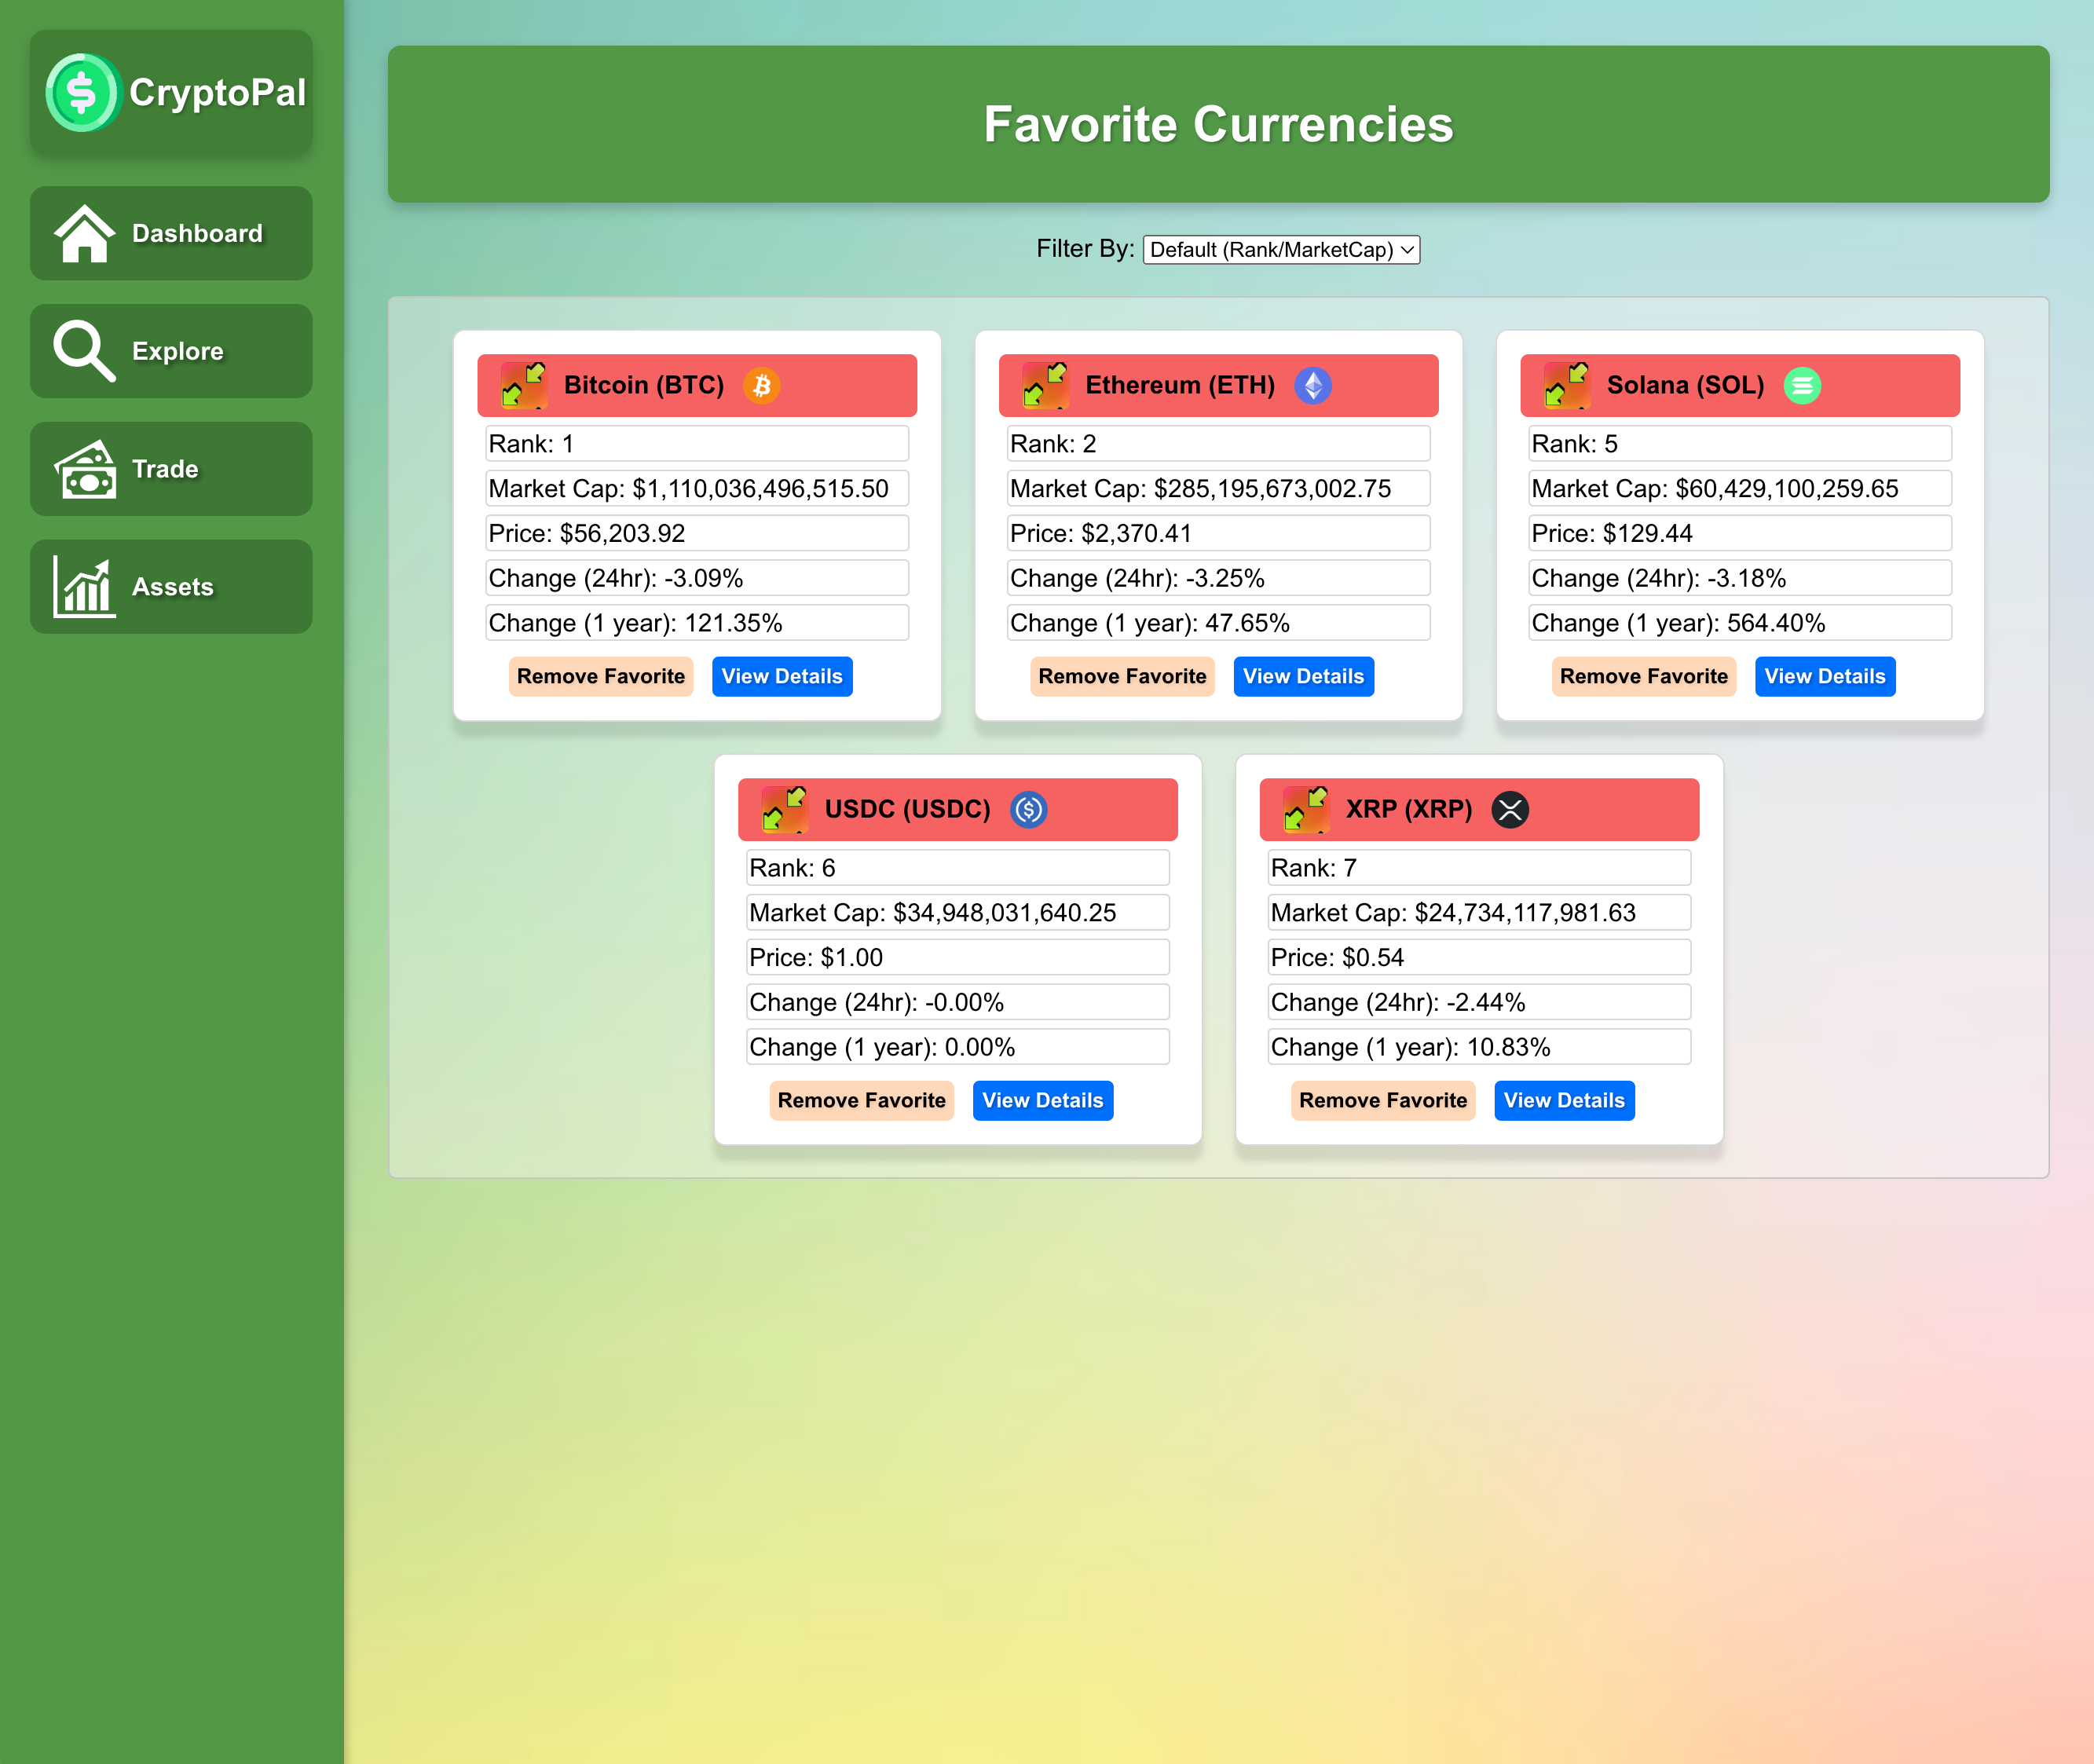 CryptoPal
Dashboard
Explore
Trade
Assets
Favorite Currencies
Filter By: Default (Rank/MarketCap)
Bitcoin (BTC)
Rank: 1
Market Cap: $1,110,036,496,515.50
Price: $56,203.92
Change (24hr): -3.09%
Change (1 year): 121.35%
Remove Favorite View Details
Ethereum (ETH)
Rank: 2
Market Cap: $285,195,673,002.75
Price: $2,370.41
Change (24hr): -3.25%
Change (1 year): 47.65%
Remove Favorite View Details
Solana (SOL)
Rank: 5
Market Cap: $60,429,100,259.65
Price: $129.44
Change (24hr): -3.18%
Change (1 year): 564.40%
Remove Favorite View Details
USDC (USDC)
Rank: 6
Market Cap: $34,948,031,640.25
Price: $1.00
Change (24hr): -0.00%
Change (1 year): 0.00%
Remove Favorite View Details
XRP (XRP)
Rank: 7
Market Cap: $24,734,117,981.63
Price: $0.54
Change (24hr): -2.44%
Change (1 year): 10.83%
Remove Favorite View Details